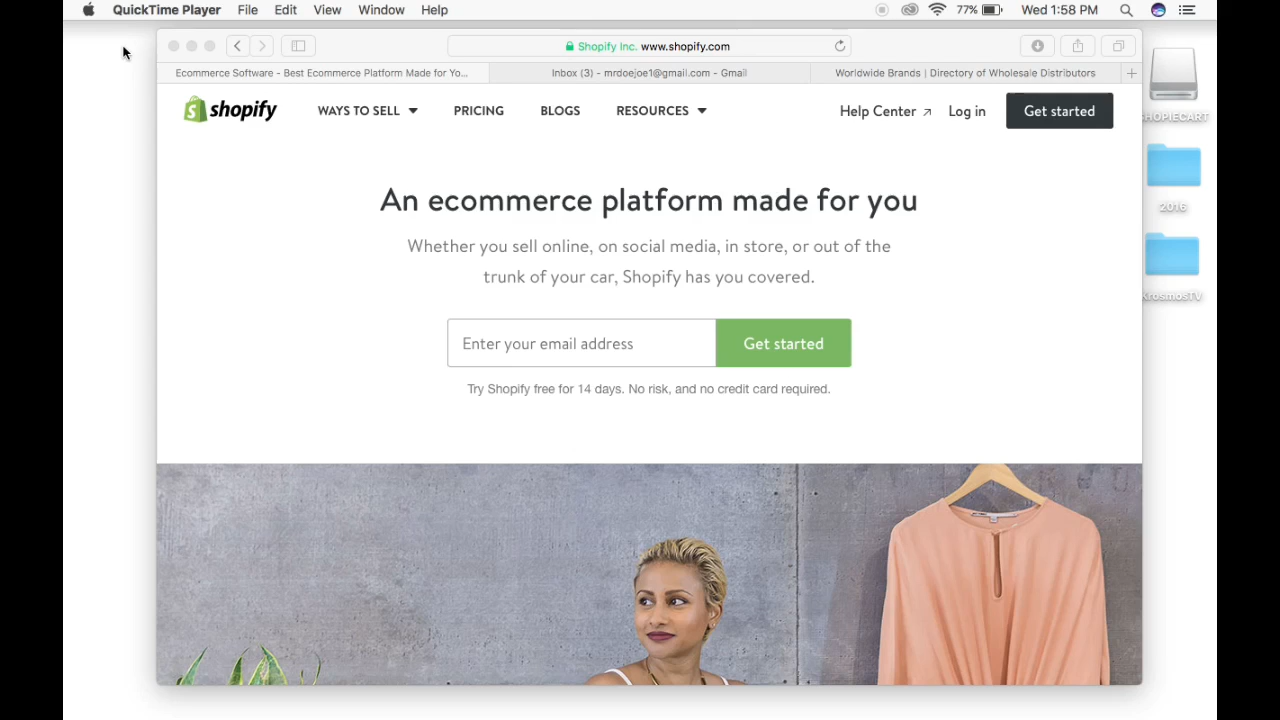 QuickTime Player File Edit View Window Help 77% Wed 1:58 PM
Shopify Inc. www.shopify.com
Ecommerce Software - Best Ecommerce Platform Made for Yo... Inbox (3) - mrdoejoe1@gmail.com - Gmail Worldwide Brands | Directory of Wholesale Distributors
shopify WAYS TO SELL PRICING BLOGS RESOURCES Help Center ↗ Log in Get started
An ecommerce platform made for you
Whether you sell online, on social media, in store, or out of the
trunk of your car, Shopify has you covered.
Enter your email address Get started
Try Shopify free for 14 days. No risk, and no credit card required.
2016